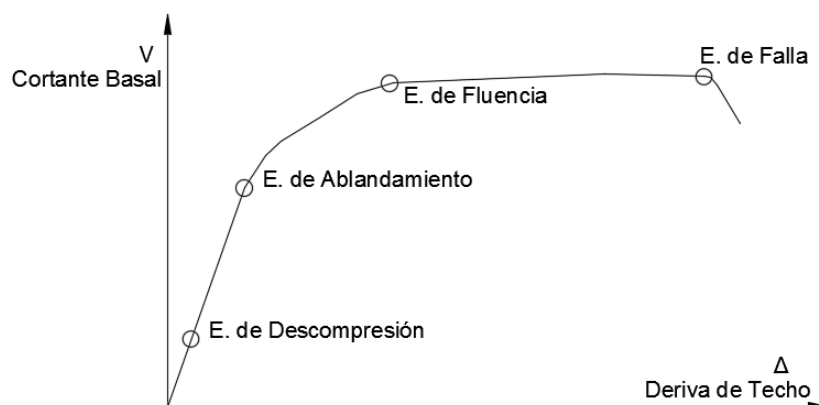 V
Cortante Basal
E. de Falla
E. de Fluencia
E. de Ablandamiento
E. de Descompresión
Δ
Deriva de Techo